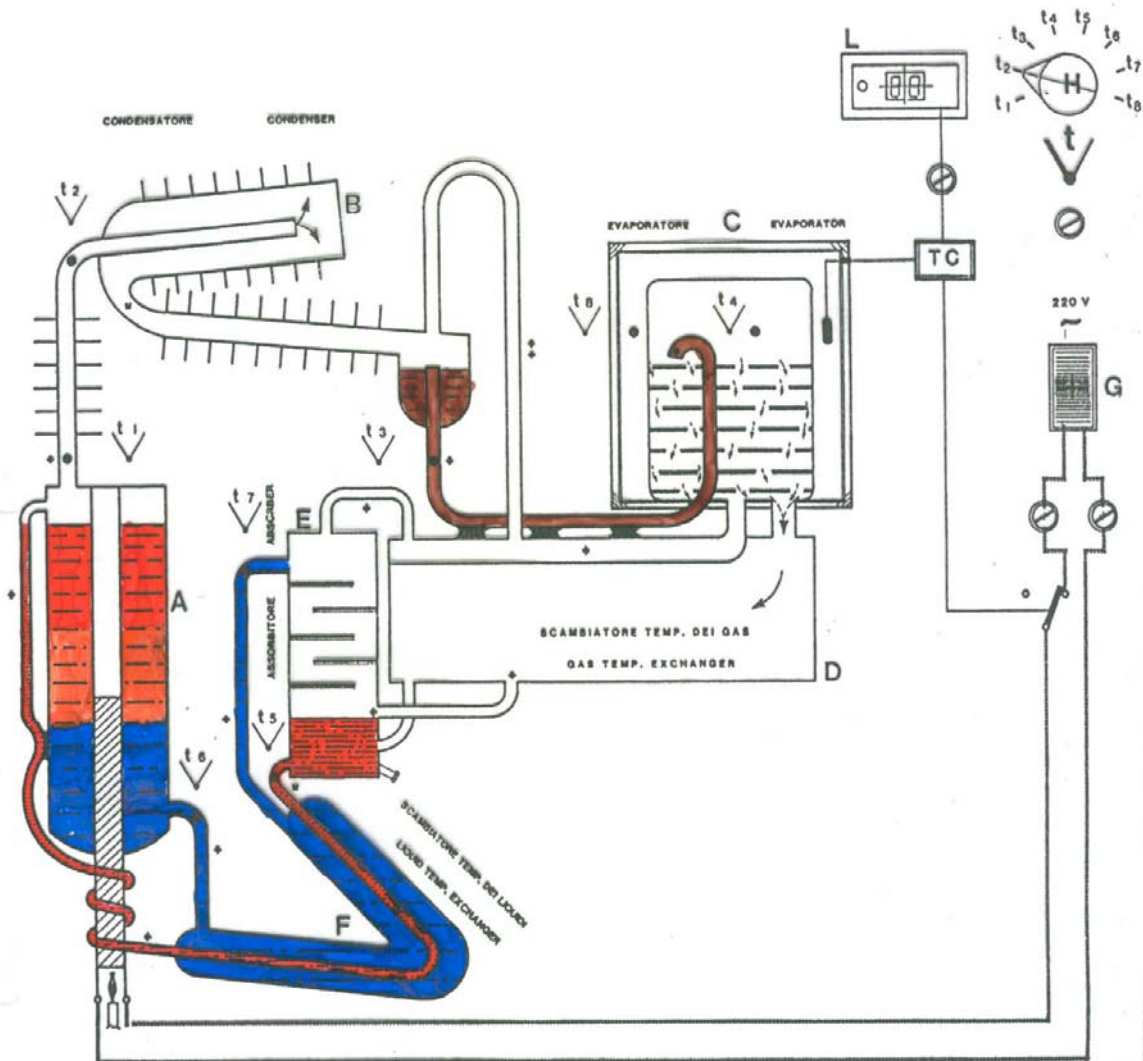 L
t4
t5
t3
t6
t2
t7
H
t1
t8
t
CONDENSATORE CONDENSER
t2
B
C
EVAPORATORE EVAPORATOR
TC
t8
t4
220 V
~
G
t1
t3
t7
E
ABSCRBER
ASSORBITORE
A
SCAMBIATORE TEMP. DEI GAS
GAS TEMP. EXCHANGER
D
t5
t6
SCAMBIATORE TEMP. DEI LIQUIDI
LIQUID TEMP. EXCHANGER
F